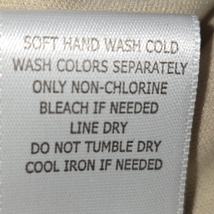 SOFT HAND WASH COLD
WASH COLORS SEPARATELY
ONLY NON-CHLORINE
BLEACH IF NEEDED
LINE DRY
DO NOT TUMBLE DRY
COOL IRON IF NEEDED